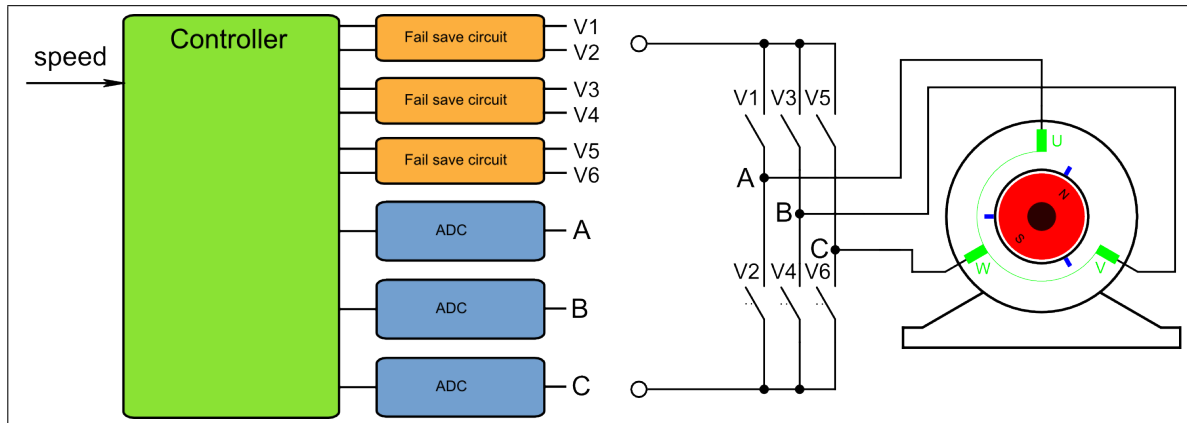 speed
Controller
Fail save circuit
V1
V2
Fail save circuit
V3
V4
Fail save circuit
V5
V6
ADC
A
ADC
B
ADC
C
V1 V3 V5
A
B
C
V2 V4 V6
U
N
S
W
V